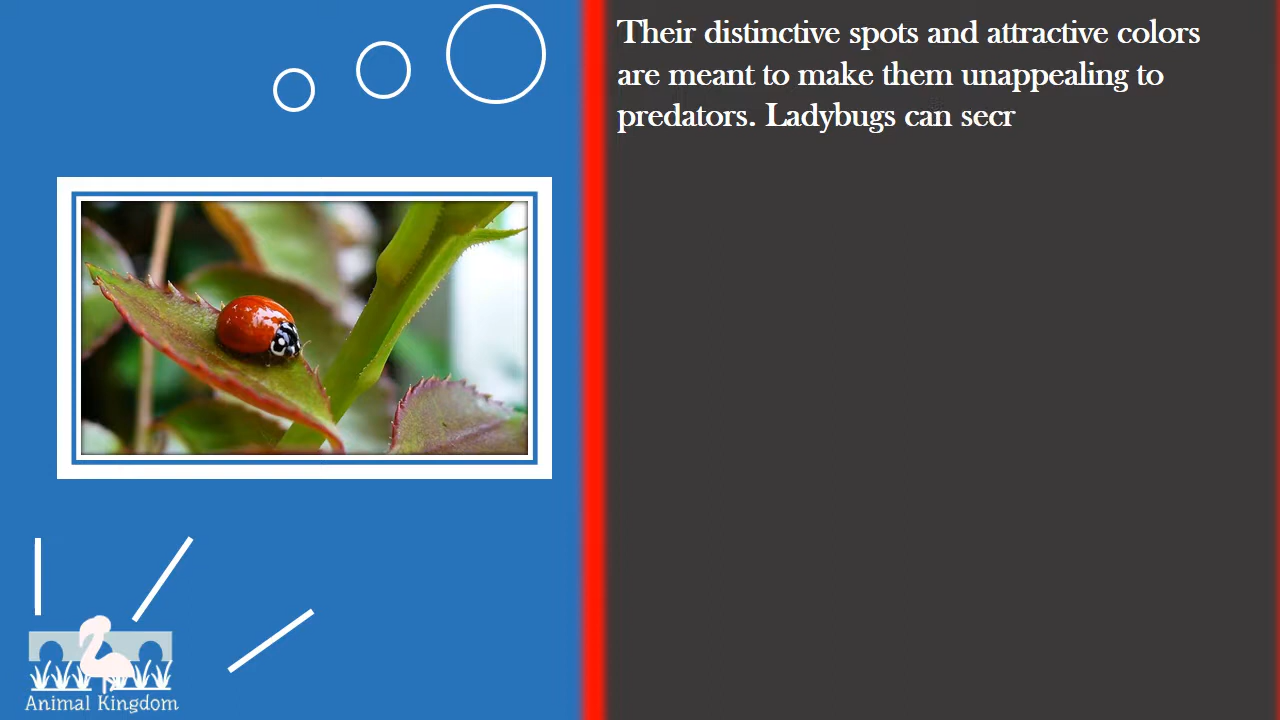 Their distinctive spots and attractive colors
are meant to make them unappealing to
predators. Ladybugs can secr
Animal Kingdom